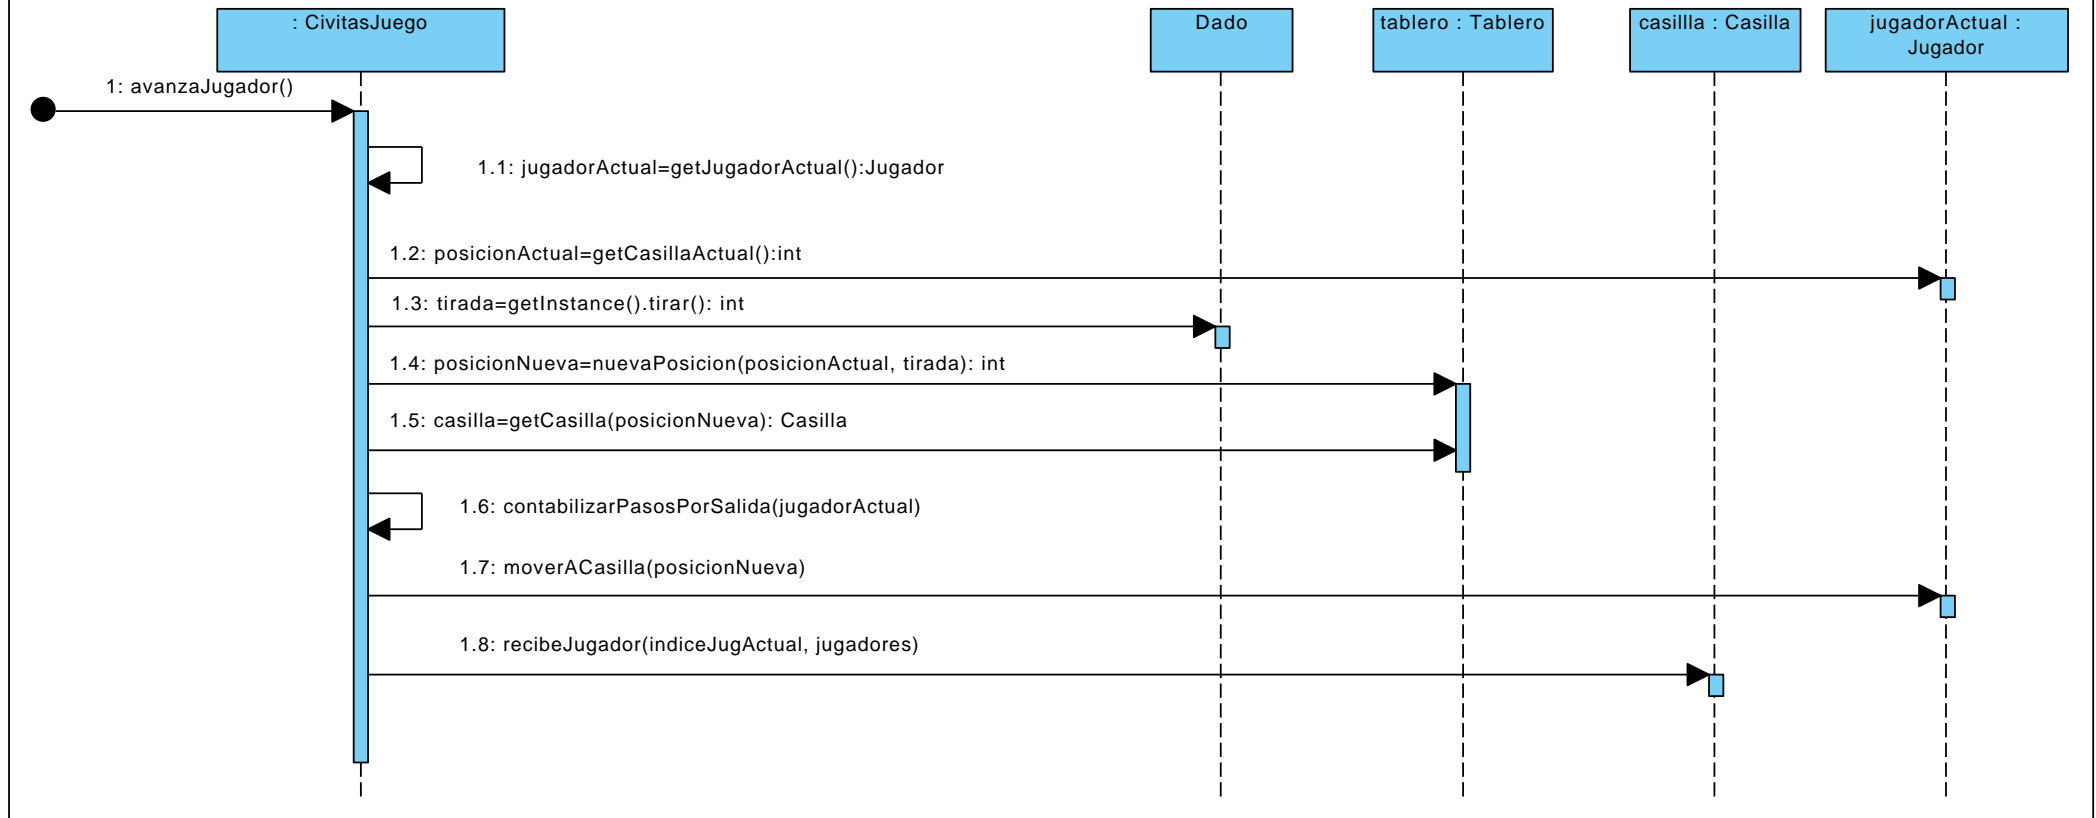 : CivitasJuego
Dado
tablero : Tablero
casillla : Casilla
jugadorActual :
Jugador
1: avanzaJugador()
1.1: jugadorActual=getJugadorActual():Jugador
1.2: posicionActual=getCasillaActual():int
1.3: tirada=getInstance().tirar(): int
1.4: posicionNueva=nuevaPosicion(posicionActual, tirada): int
1.5: casilla=getCasilla(posicionNueva): Casilla
1.6: contabilizarPasosPorSalida(jugadorActual)
1.7: moverACasilla(posicionNueva)
1.8: recibeJugador(indiceJugActual, jugadores)